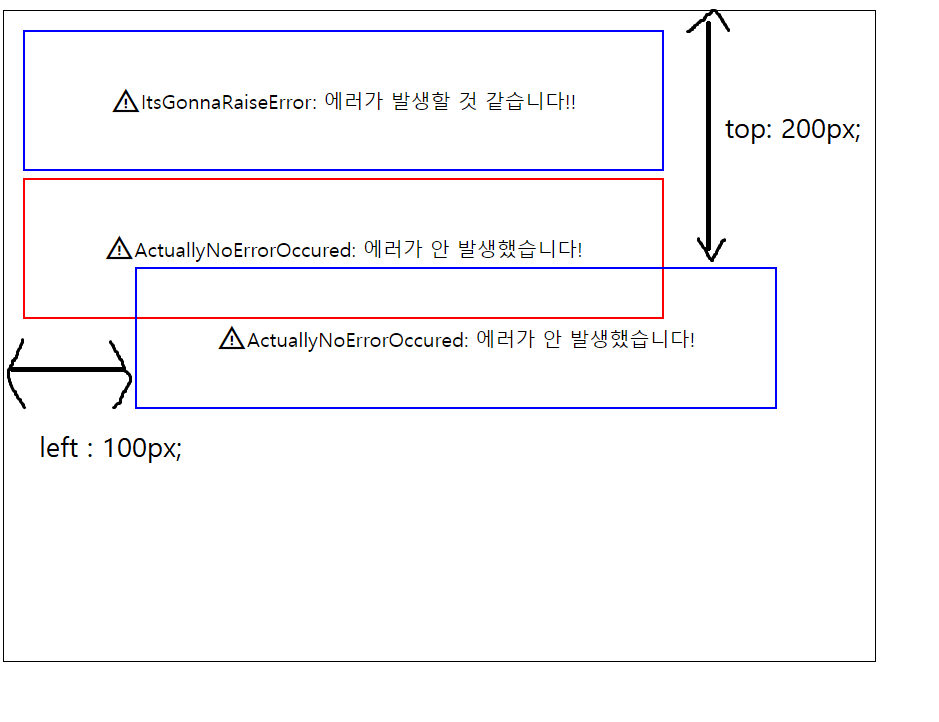 ⚠ItsGonnaRaiseError: 에러가 발생할 것 같습니다!!
top: 200px;
⚠ActuallyNoErrorOccured: 에러가 안 발생했습니다!
⚠ActuallyNoErrorOccured: 에러가 안 발생했습니다!
left : 100px;